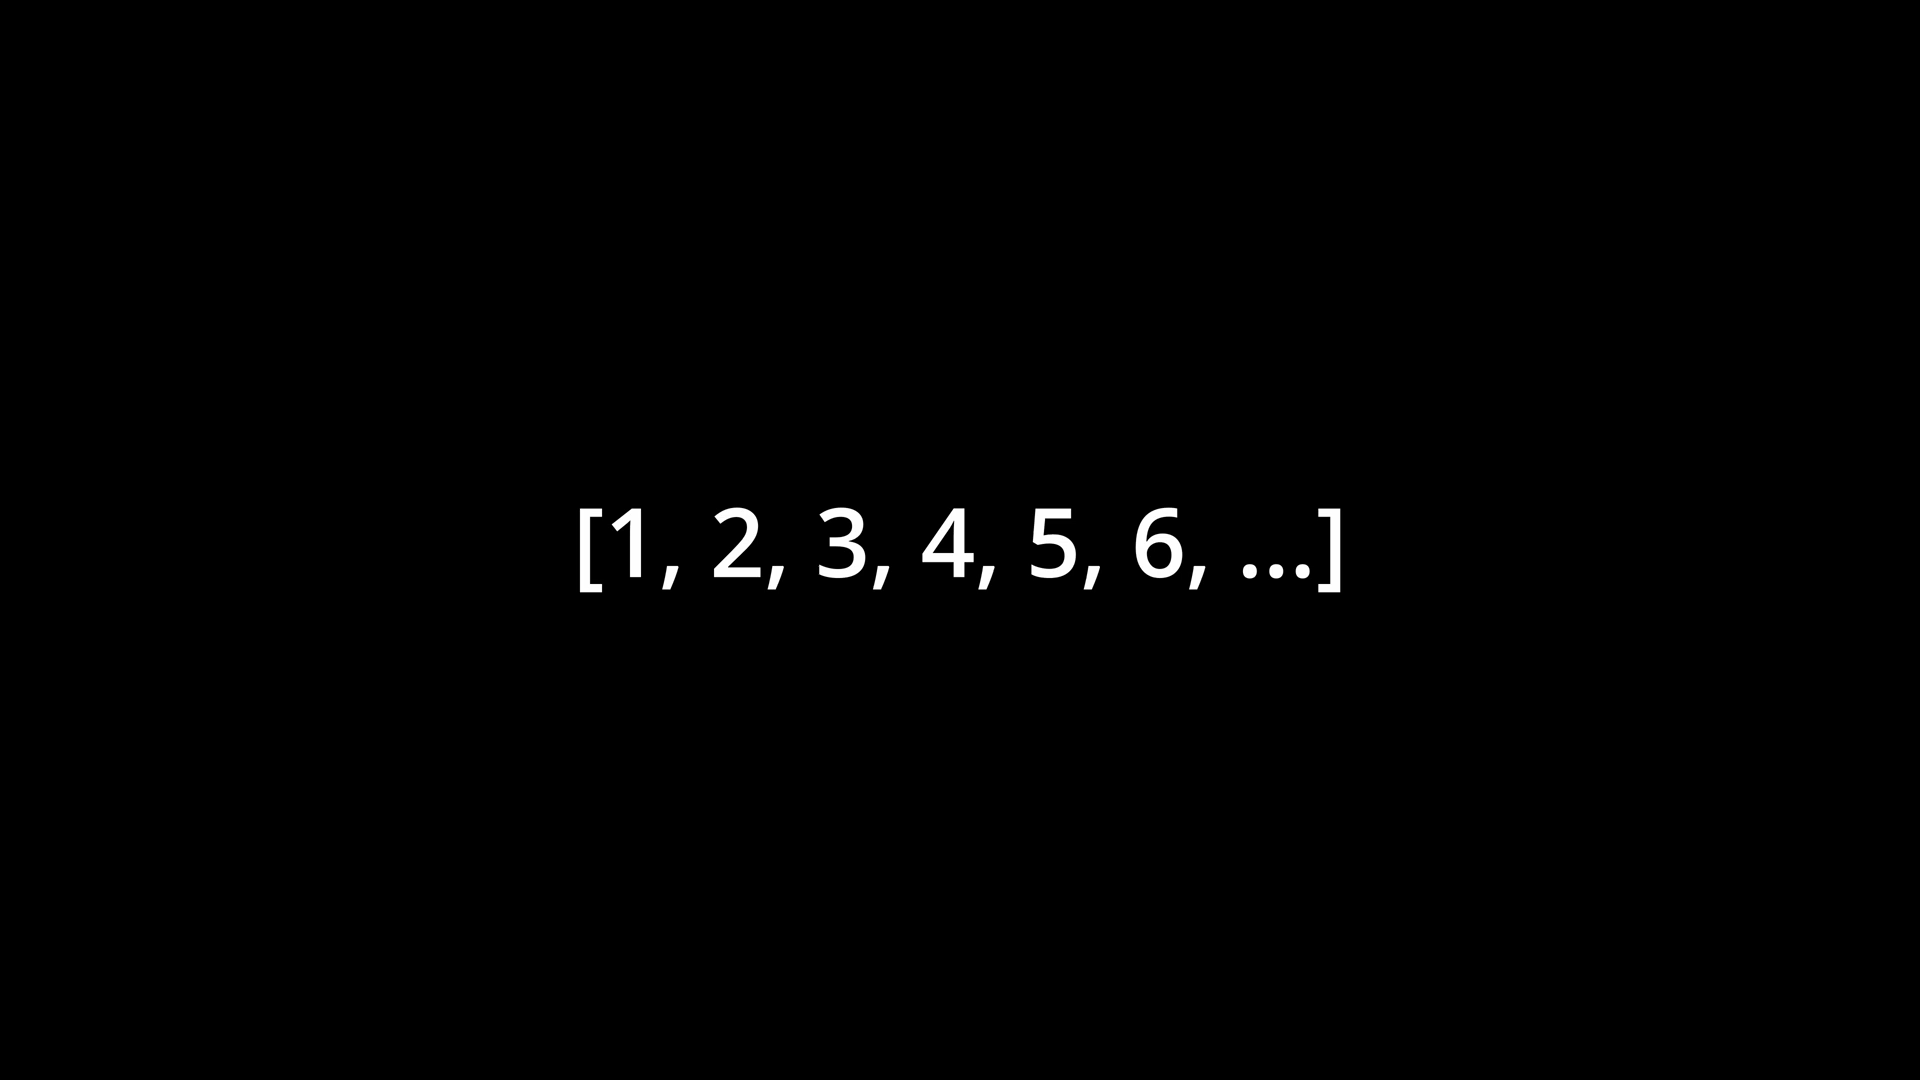 [1, 2, 3, 4, 5, 6, ...]